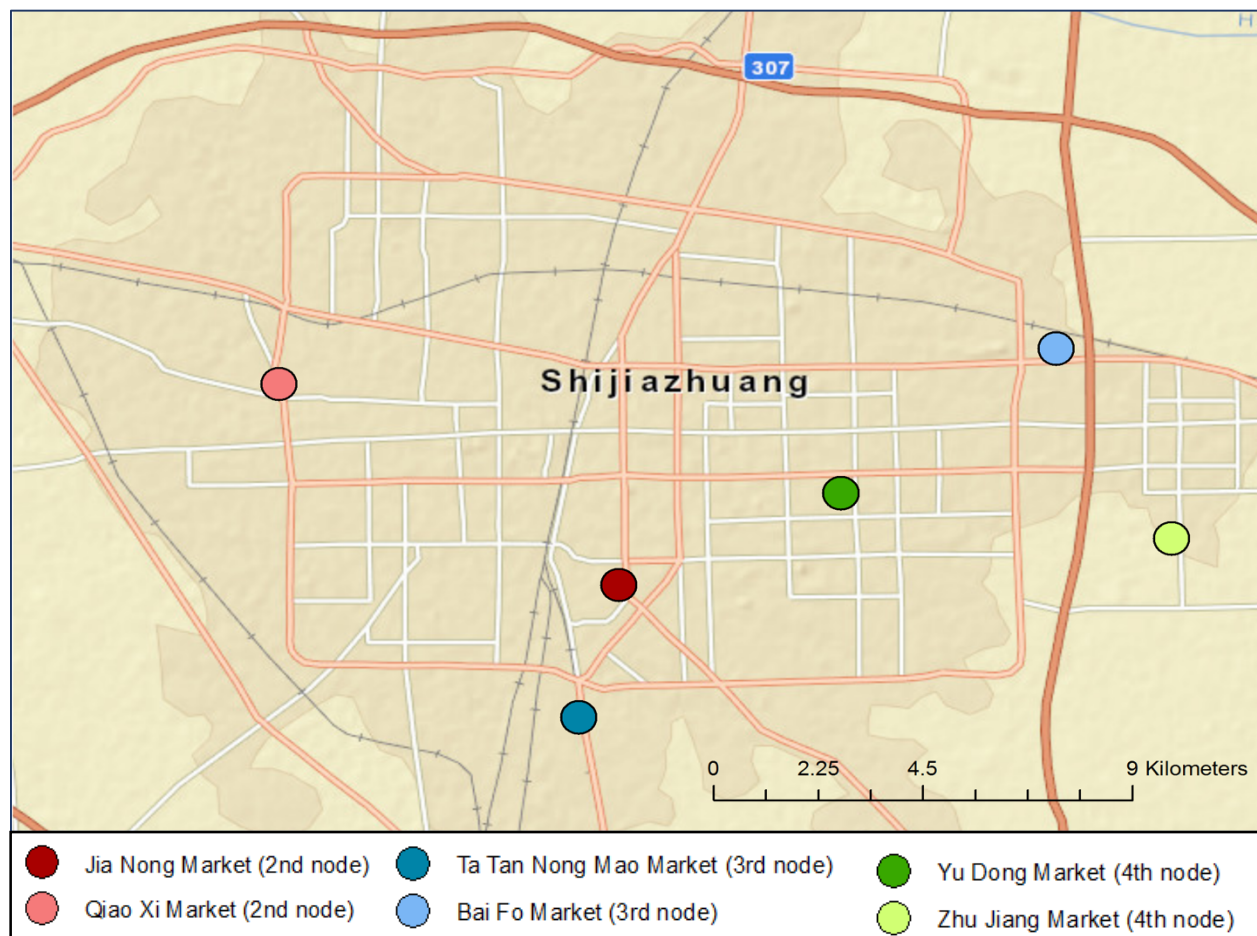 H
307
Shijiazhuang
0 2.25 4.5 9 Kilometers
Jia Nong Market (2nd node)
Qiao Xi Market (2nd node)
Ta Tan Nong Mao Market (3rd node)
Bai Fo Market (3rd node)
Yu Dong Market (4th node)
Zhu Jiang Market (4th node)